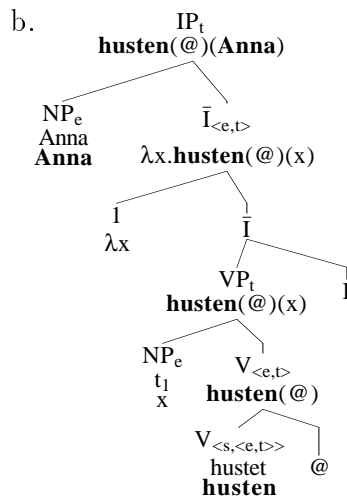 b.
IPₜ
husten(@)(Anna)
NPₑ Ī<e,t>
Anna
Anna λx.husten(@)(x)
1 Ī
λx
VPₜ I
husten(@)(x)
NPₑ V<e,t>
t₁ husten(@)
x
V<s,<e,t>> @
hustet
husten